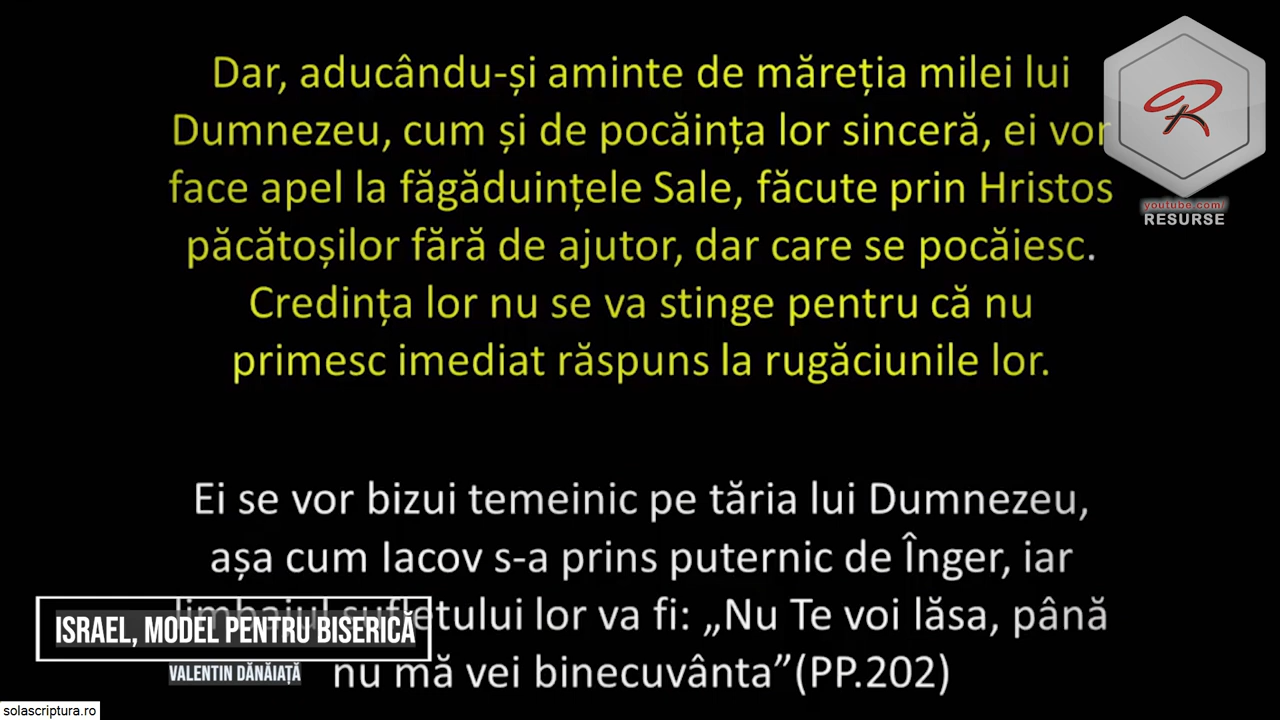 Dar, aducându-și aminte de măreția milei lui
Dumnezeu, cum și de pocăința lor sinceră, ei vor
face apel la făgăduințele Sale, făcute prin Hristos
păcătoșilor fără de ajutor, dar care se pocăiesc.
Credința lor nu se va stinge pentru că nu
primesc imediat răspuns la rugăciunile lor.
Ei se vor bizui temeinic pe tăria lui Dumnezeu,
așa cum Iacov s-a prins puternic de Înger, iar
limbajul sufletului lor va fi: „Nu Te voi lăsa, până
nu mă vei binecuvânta”(PP.202)
R
youtube.com/
RESURSE
ISRAEL, MODEL PENTRU BISERICĂ
VALENTIN DĂNĂIAȚĂ
solascriptura.ro